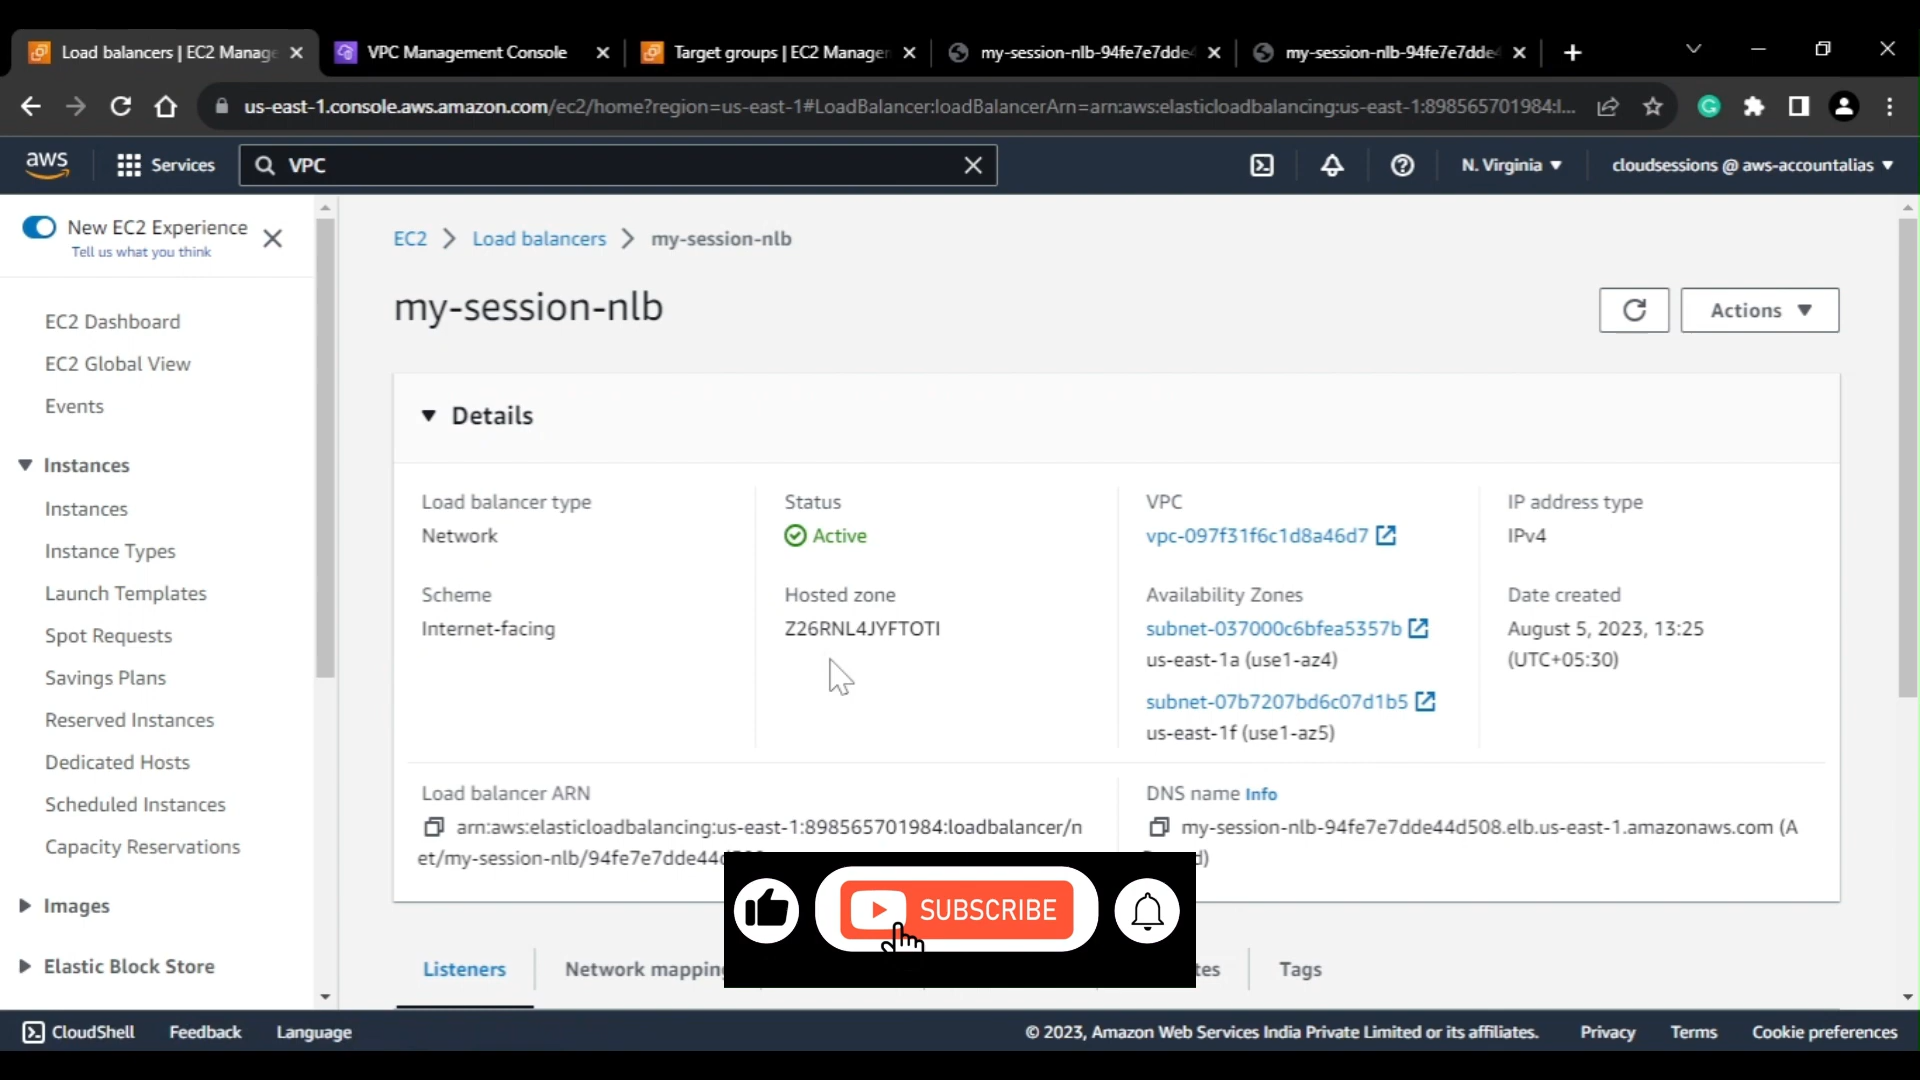 Load balancers | EC2 Manage
VPC Management Console
Target groups | EC2 Manager
my-session-nlb-94fe7e7dde4
my-session-nlb-94fe7e7dde4
us-east-1.console.aws.amazon.com/ec2/home?region=us-east-1#LoadBalancer:loadBalancerArn=arn:aws:elasticloadbalancing:us-east-1:898565701984:l...
aws
Services
VPC
N. Virginia
cloudsessions @ aws-accountalias
New EC2 Experience
Tell us what you think
EC2 Dashboard
EC2 Global View
Events
Instances
Instances
Instance Types
Launch Templates
Spot Requests
Savings Plans
Reserved Instances
Dedicated Hosts
Scheduled Instances
Capacity Reservations
Images
Elastic Block Store
EC2
Load balancers
my-session-nlb
my-session-nlb
Actions
Details
Load balancer type
Network
Status
Active
VPC
vpc-097f31f6c1d8a46d7
IP address type
IPv4
Scheme
Internet-facing
Hosted zone
Z26RNL4JYFTOTI
Availability Zones
subnet-037000c6bfea5357b
us-east-1a (use1-az4)
subnet-07b7207bd6c07d1b5
us-east-1f (use1-az5)
Date created
August 5, 2023, 13:25
(UTC+05:30)
Load balancer ARN
arn:aws:elasticloadbalancing:us-east-1:898565701984:loadbalancer/n
et/my-session-nlb/94fe7e7dde44d
DNS name Info
my-session-nlb-94fe7e7dde44d508.elb.us-east-1.amazonaws.com (A
d)
SUBSCRIBE
Listeners
Network mapping
tes
Tags
CloudShell
Feedback
Language
© 2023, Amazon Web Services India Private Limited or its affiliates.
Privacy
Terms
Cookie preferences